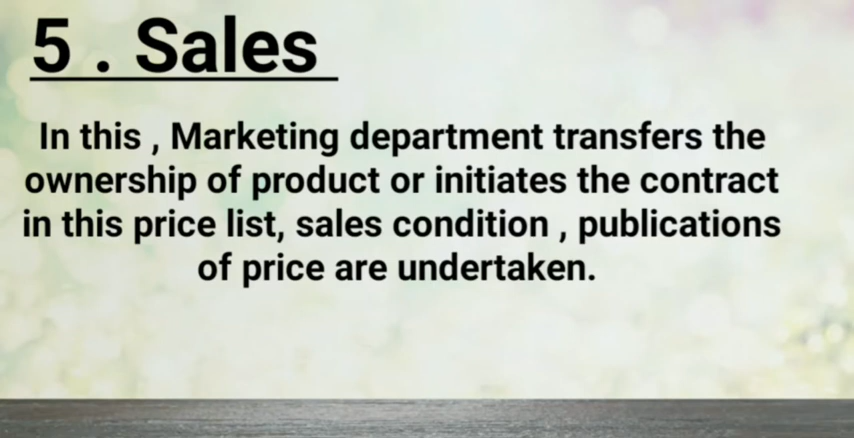 5 . Sales
In this , Marketing department transfers the
ownership of product or initiates the contract
in this price list, sales condition , publications
of price are undertaken.